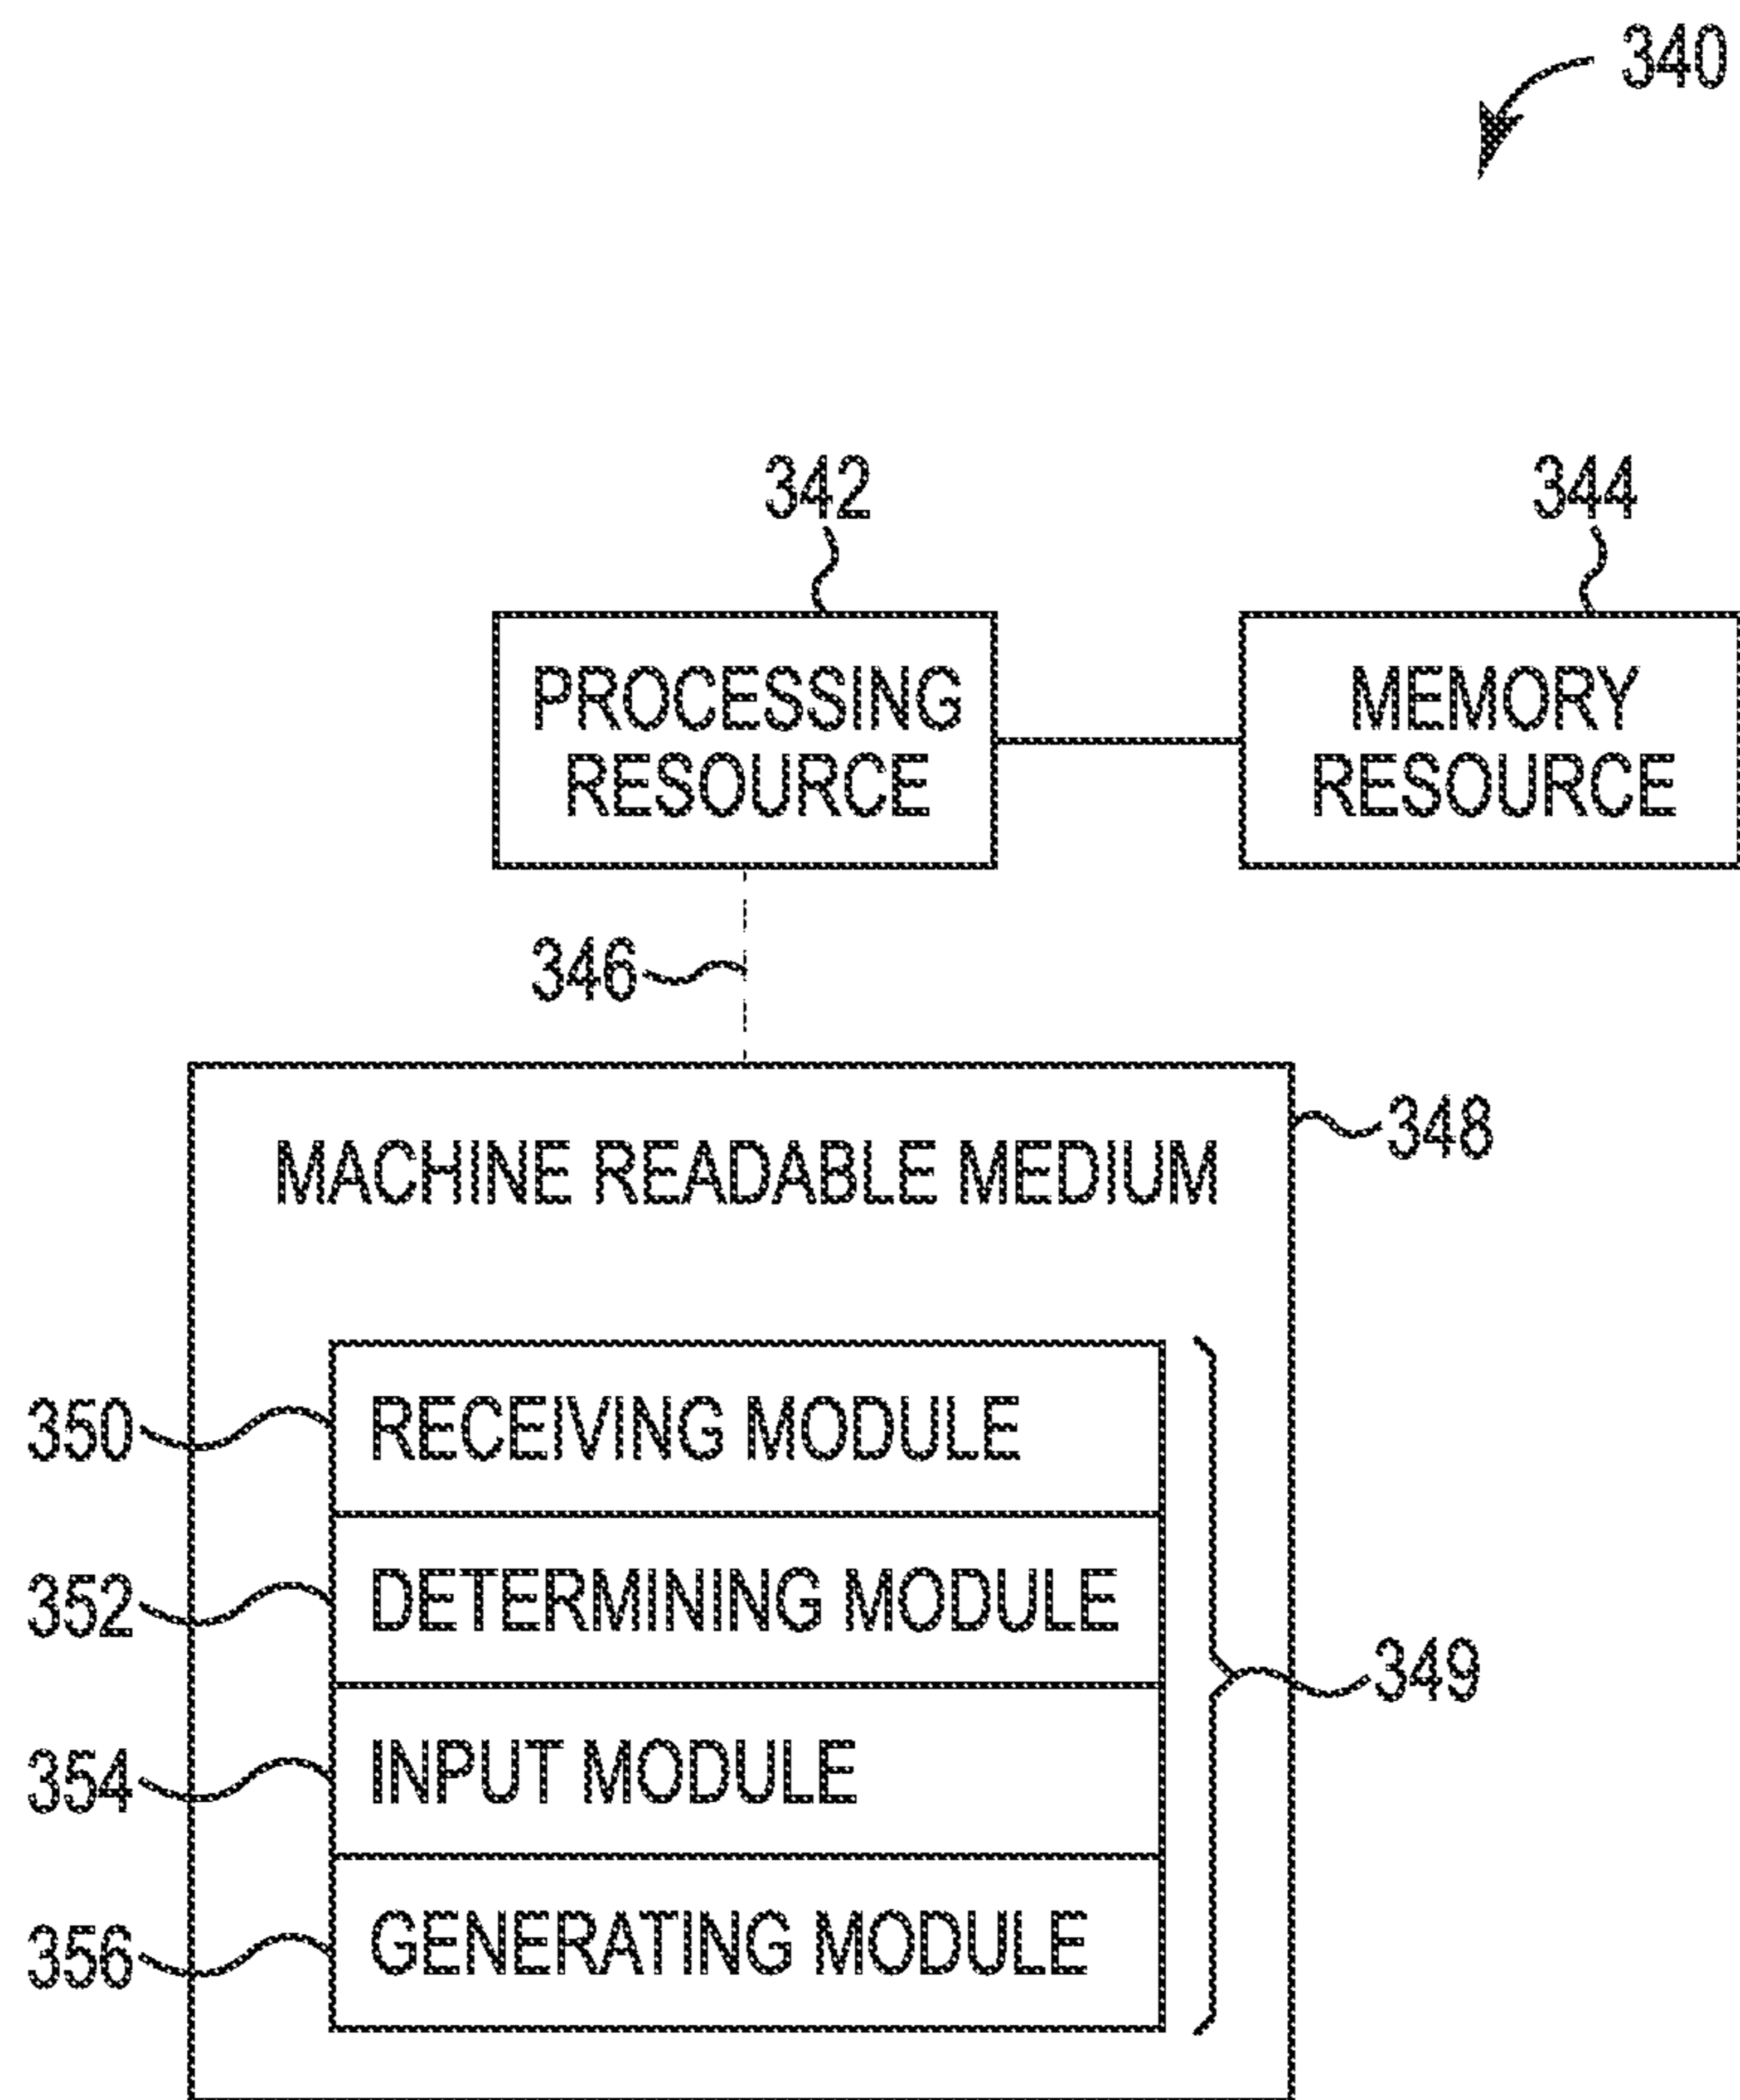 340
342
344
PROCESSING
RESOURCE
MEMORY
RESOURCE
346
348
MACHINE READABLE MEDIUM
350
RECEIVING MODULE
352
DETERMINING MODULE
349
354
INPUT MODULE
356
GENERATING MODULE